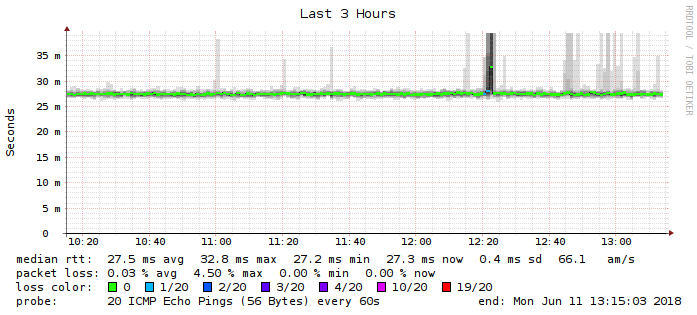 Last 3 Hours
RRDTOOL / TOBI OETIKER
Seconds
35 m
30 m
25 m
20 m
15 m
10 m
5 m
0
10:20 10:40 11:00 11:20 11:40 12:00 12:20 12:40 13:00
median rtt: 27.5 ms avg 32.8 ms max 27.2 ms min 27.3 ms now 0.4 ms sd 66.1 am/s
packet loss: 0.03 % avg 4.50 % max 0.00 % min 0.00 % now
loss color: 0 1/20 2/20 3/20 4/20 10/20 19/20
probe: 20 ICMP Echo Pings (56 Bytes) every 60s end: Mon Jun 11 13:15:03 2018